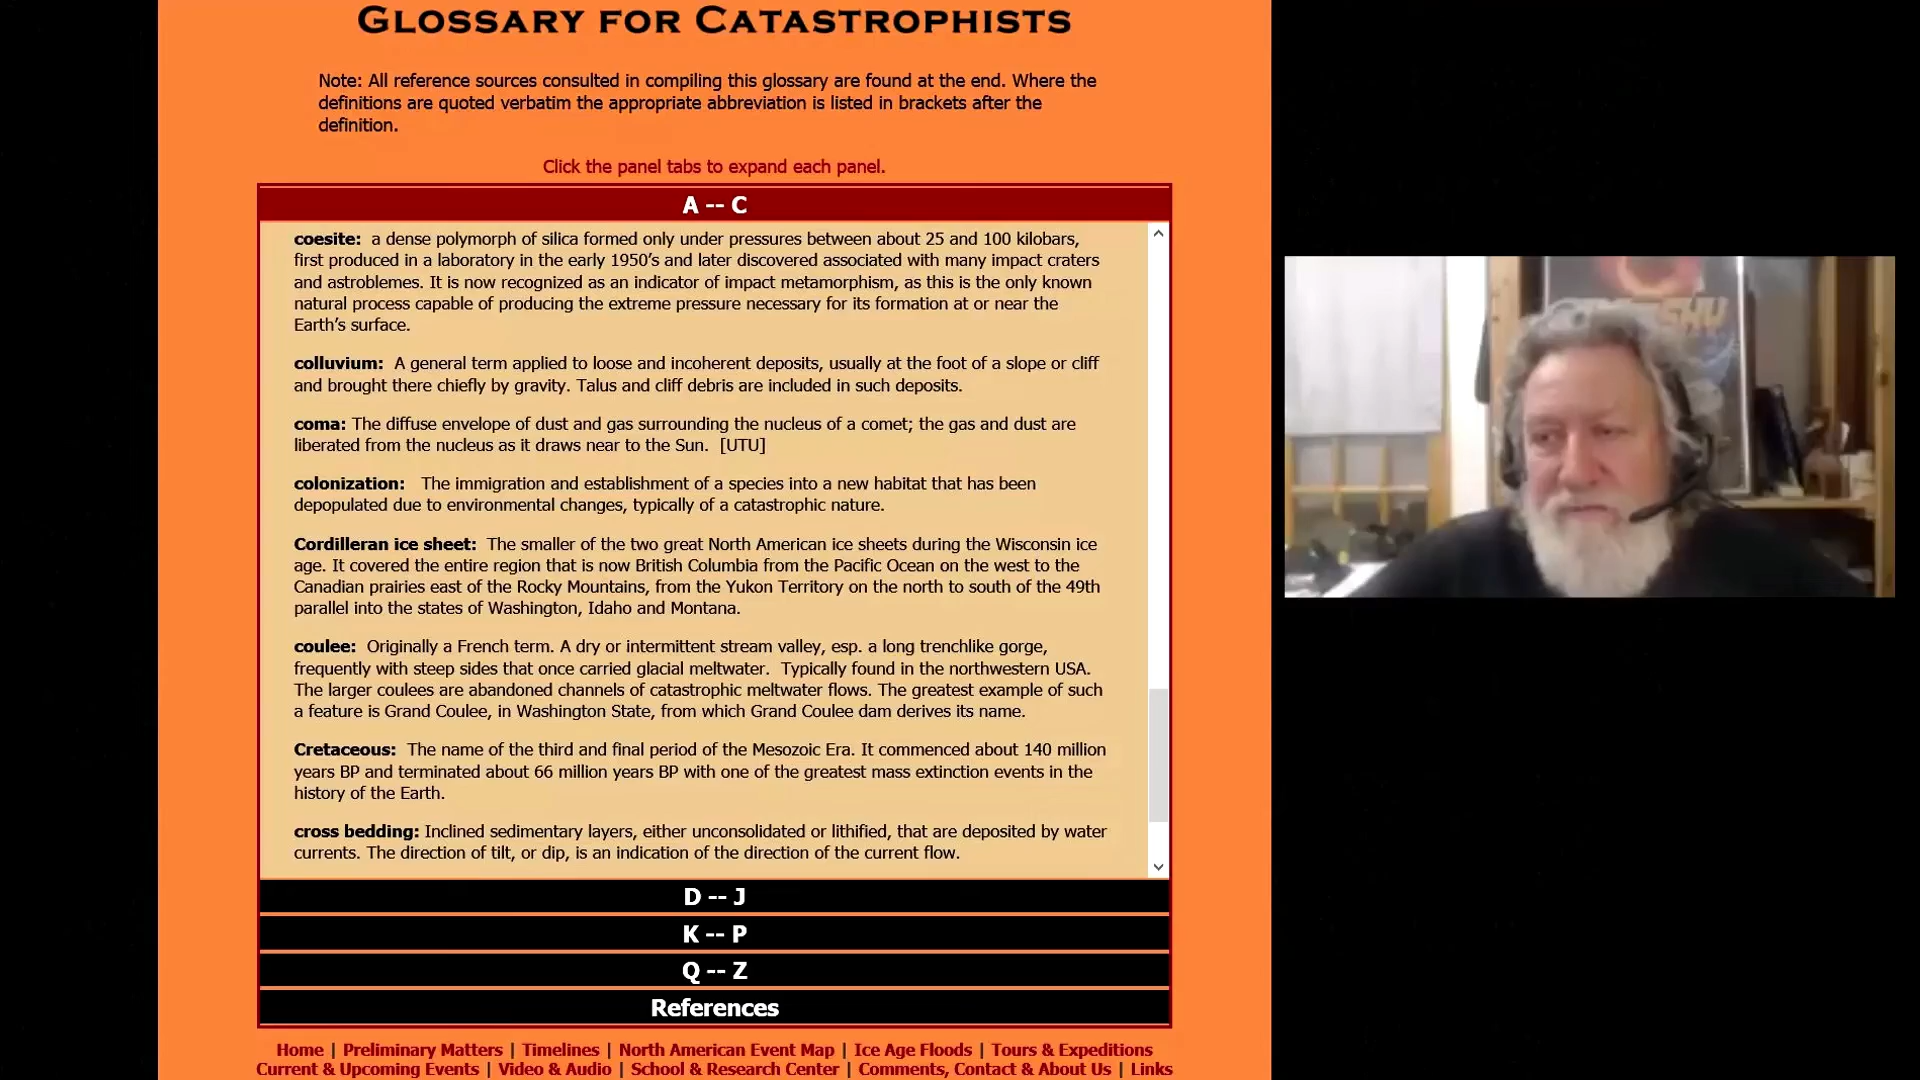 GLOSSARY FOR CATASTROPHISTS
Note: All reference sources consulted in compiling this glossary are found at the end. Where the
definitions are quoted verbatim the appropriate abbreviation is listed in brackets after the
definition.
Click the panel tabs to expand each panel.
A -- C
coesite: a dense polymorph of silica formed only under pressures between about 25 and 100 kilobars,
first produced in a laboratory in the early 1950's and later discovered associated with many impact craters
and astroblemes. It is now recognized as an indicator of impact metamorphism, as this is the only known
natural process capable of producing the extreme pressure necessary for its formation at or near the
Earth's surface.
colluvium: A general term applied to loose and incoherent deposits, usually at the foot of a slope or cliff
and brought there chiefly by gravity. Talus and cliff debris are included in such deposits.
coma: The diffuse envelope of dust and gas surrounding the nucleus of a comet; the gas and dust are
liberated from the nucleus as it draws near to the Sun. [UTU]
colonization: The immigration and establishment of a species into a new habitat that has been
depopulated due to environmental changes, typically of a catastrophic nature.
Cordilleran ice sheet: The smaller of the two great North American ice sheets during the Wisconsin ice
age. It covered the entire region that is now British Columbia from the Pacific Ocean on the west to the
Canadian prairies east of the Rocky Mountains, from the Yukon Territory on the north to south of the 49th
parallel into the states of Washington, Idaho and Montana.
coulee: Originally a French term. A dry or intermittent stream valley, esp. a long trenchlike gorge,
frequently with steep sides that once carried glacial meltwater. Typically found in the northwestern USA.
The larger coulees are abandoned channels of catastrophic meltwater flows. The greatest example of such
a feature is Grand Coulee, in Washington State, from which Grand Coulee dam derives its name.
Cretaceous: The name of the third and final period of the Mesozoic Era. It commenced about 140 million
years BP and terminated about 66 million years BP with one of the greatest mass extinction events in the
history of the Earth.
cross bedding: Inclined sedimentary layers, either unconsolidated or lithified, that are deposited by water
currents. The direction of tilt, or dip, is an indication of the direction of the current flow.
D -- J
K -- P
Q -- Z
References
Home | Preliminary Matters | Timelines | North American Event Map | Ice Age Floods | Tours & Expeditions
Current & Upcoming Events | Video & Audio | School & Research Center | Comments, Contact & About Us | Links